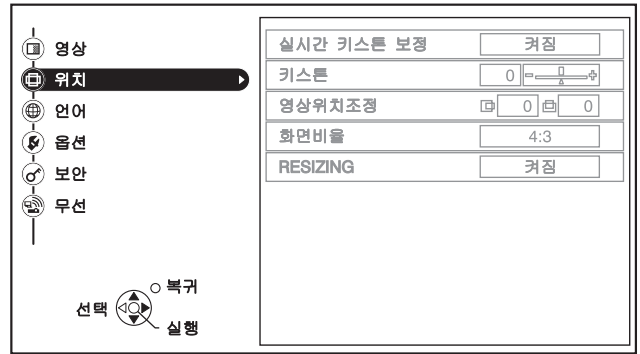 영상
위치
언어
옵션
보안
무선
복귀
선택
실행
실시간 키스톤 보정 켜짐
키스톤 0
영상위치조정 0 0
화면비율 4:3
RESIZING 켜짐